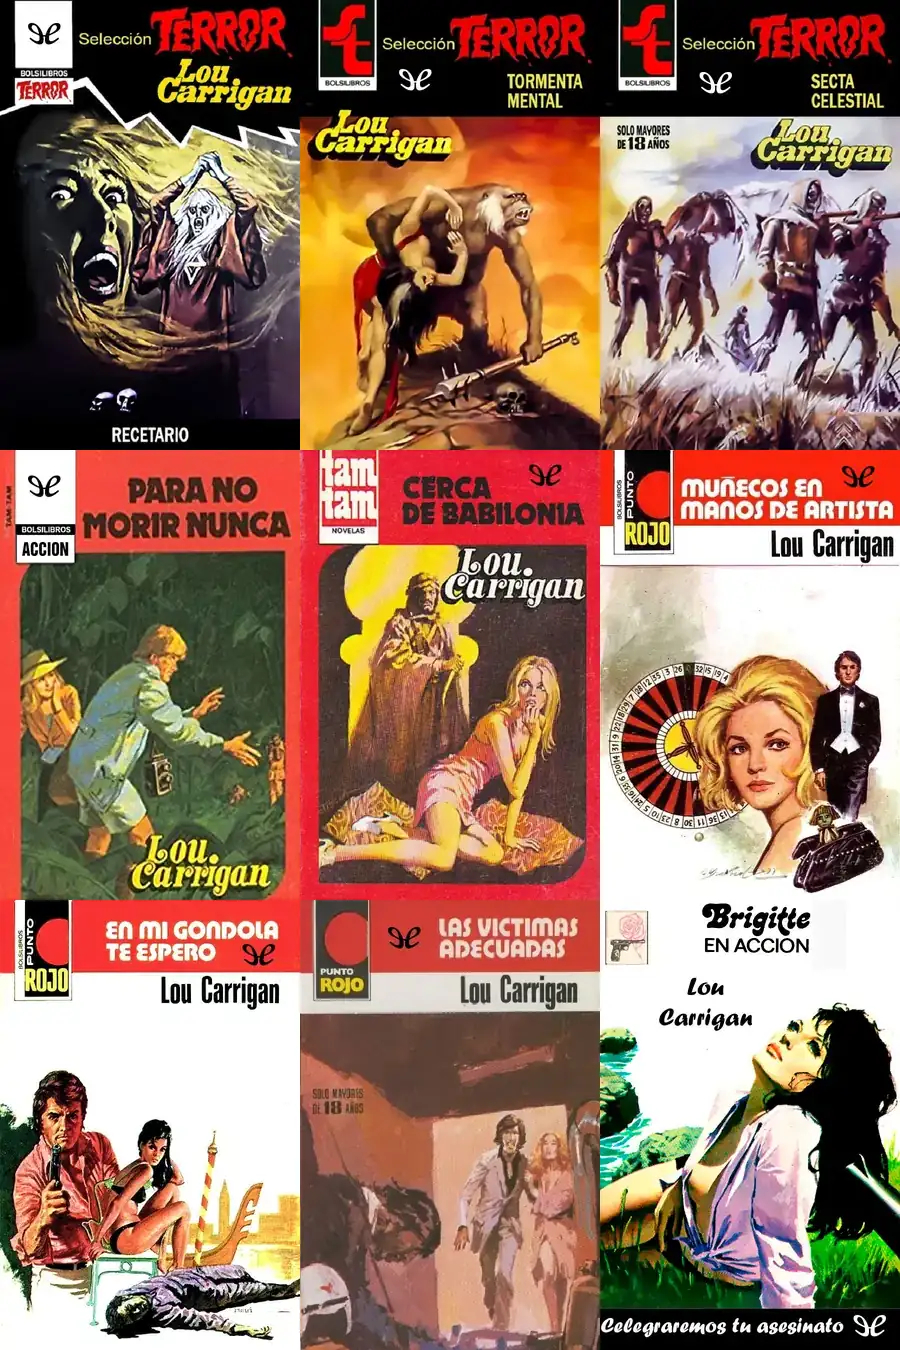 Selección TERROR
BOLSILIBROS
TERROR
Lou
Carrigan
RECETARIO
Selección TERROR
BOLSILIBROS
TORMENTA
MENTAL
Lou
Carrigan
Selección TERROR
BOLSILIBROS
SECTA
CELESTIAL
SOLO MAYORES
DE 18 AÑOS
Lou
Carrigan
TAM-TAM
BOLSILIBROS
ACCION
PARA NO
MORIR NUNCA
Lou
Carrigan
tam
tam
NOVELAS
CERCA
DE BABILONIA
Lou
Carrigan
BOLSILIBROS
PUNTO
ROJO
MUÑECOS EN
MANOS DE ARTISTA
Lou Carrigan
BOLSILIBROS
PUNTO
ROJO
EN MI GONDOLA
TE ESPERO
Lou Carrigan
PUNTO
ROJO
LAS VICTIMAS
ADECUADAS
Lou Carrigan
SOLO MAYORES
DE 18 AÑOS
Brigitte
EN ACCION
Lou
Carrigan
Celegraremos tu asesinato